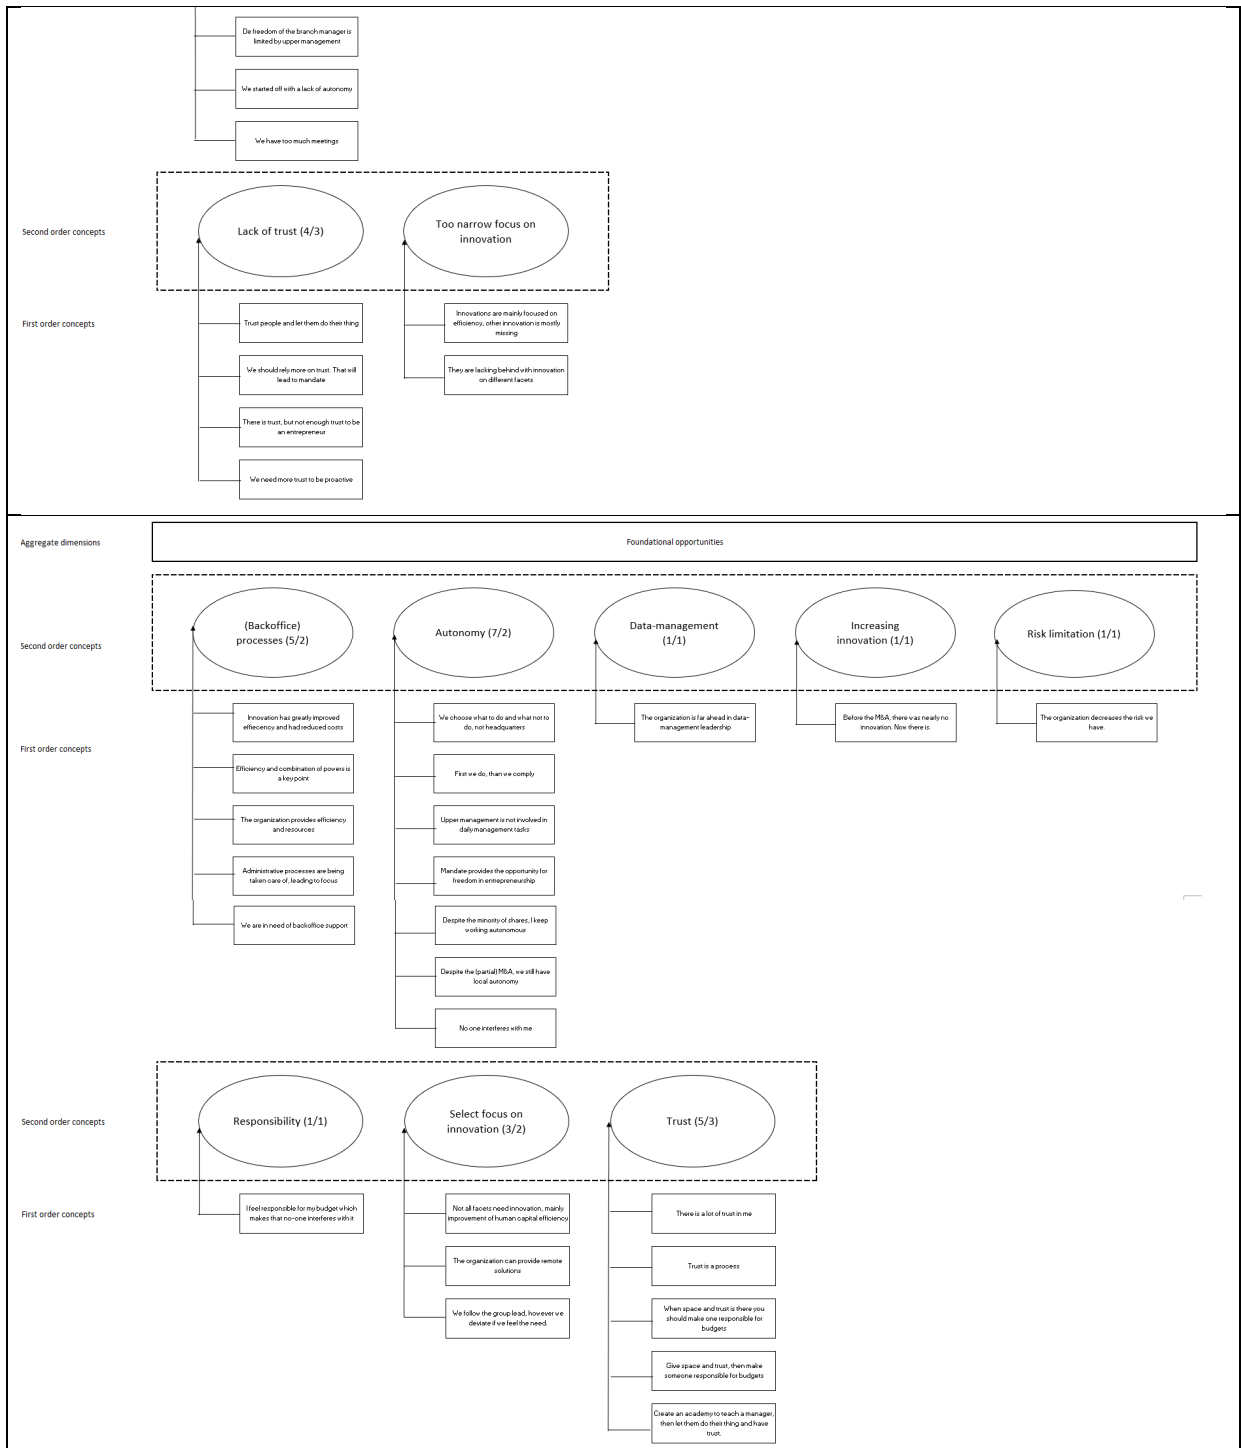 De freedom of the branch manager is
limited by upper management
We started off with a lack of autonomy
We have too much meetings
Second order concepts
Lack of trust (4/3)
Too narrow focus on
innovation
First order concepts
Trust people and let them do their thing
We should rely more on trust. That will
lead to mandate
There is trust, but not enough trust to be
an entrepreneur
We need more trust to be proactive
Innovations are mainly focused on
efficiency, other innovation is mostly
missing
They are lacking behind with innovation
on different facets
Aggregate dimensions
Foundational opportunities
Second order concepts
(Backoffice)
processes (5/2)
Autonomy (7/2)
Data-management
(1/1)
Increasing
innovation (1/1)
Risk limitation (1/1)
First order concepts
Innovation has greatly improved
effiecency and had reduced costs
Efficiency and combination of powers is
a key point
The organization provides efficiency
and resources
Administrative processes are being
taken care of, leading to focus
We are in need of backoffice support
We choose what to do and what not to
do, not headquarters
First we do, than we comply
Upper management is not involved in
daily management tasks
Mandate provides the opportunity for
freedom in entrepreneurship
Despite the minority of shares, I keep
working autonomous
Despite the (partial) M&A, we still have
local autonomy
No one interferes with me
The organization is far ahead in data-
management leadership
Before the M&A, there was nearly no
innovation. Now there is.
The organization decreases the risk we
have.
Second order concepts
Responsibility (1/1)
Select focus on
innovation (3/2)
Trust (5/3)
First order concepts
I feel responsible for my budget which
makes that no-one interferes with it
Not all facets need innovation, mainly
improvement of human capital efficiency
The organization can provide remote
solutions
We follow the group lead, however we
deviate if we feel the need.
There is a lot of trust in me
Trust is a process
When space and trust is there you
should make one responsible for
budgets
Give space and trust, then make
someone responsible for budgets
Create an academy to teach a manager,
then let them do their thing and have
trust.